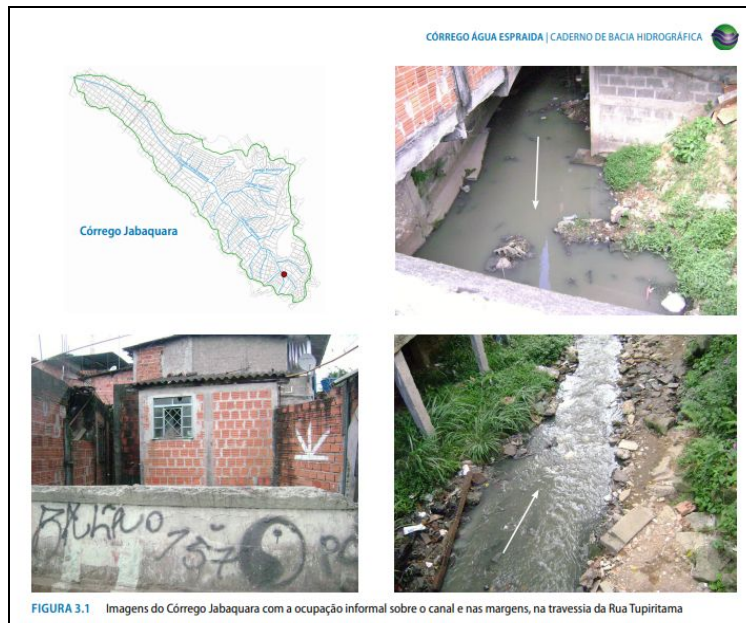 CÓRREGO ÁGUA ESPRAIDA | CADERNO DE BACIA HIDROGRÁFICA
Córrego Jabaquara
157
FIGURA 3.1 Imagens do Córrego Jabaquara com a ocupação informal sobre o canal e nas margens, na travessia da Rua Tupiritama